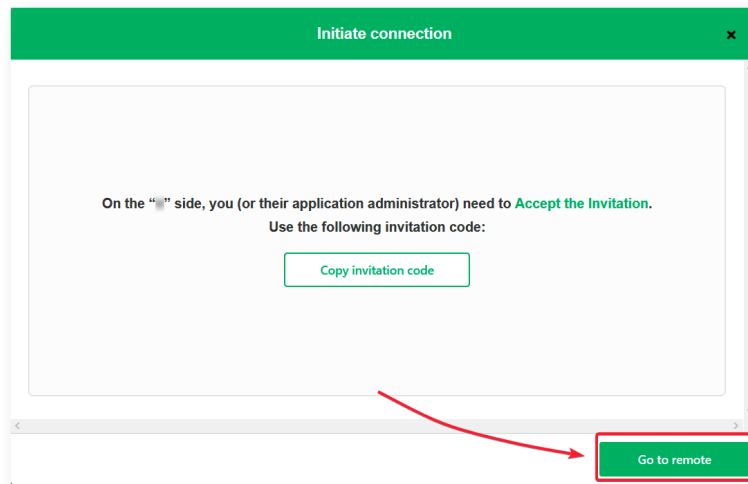 Initiate connection
On the “ ” side, you (or their application administrator) need to Accept the Invitation.
Use the following invitation code:
Copy invitation code
Go to remote